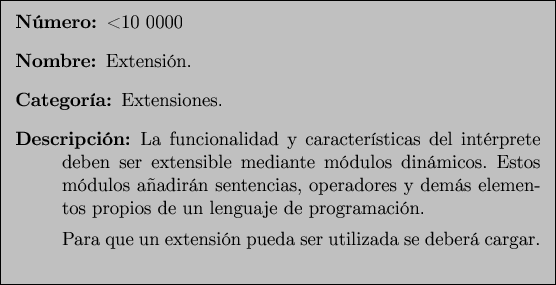 Número: <10 0000
Nombre: Extensión.
Categoría: Extensiones.
Descripción: La funcionalidad y características del intérprete
deben ser extensible mediante módulos dinámicos. Estos
módulos añadirán sentencias, operadores y demás elemen-
tos propios de un lenguaje de programación.
Para que un extensión pueda ser utilizada se deberá cargar.